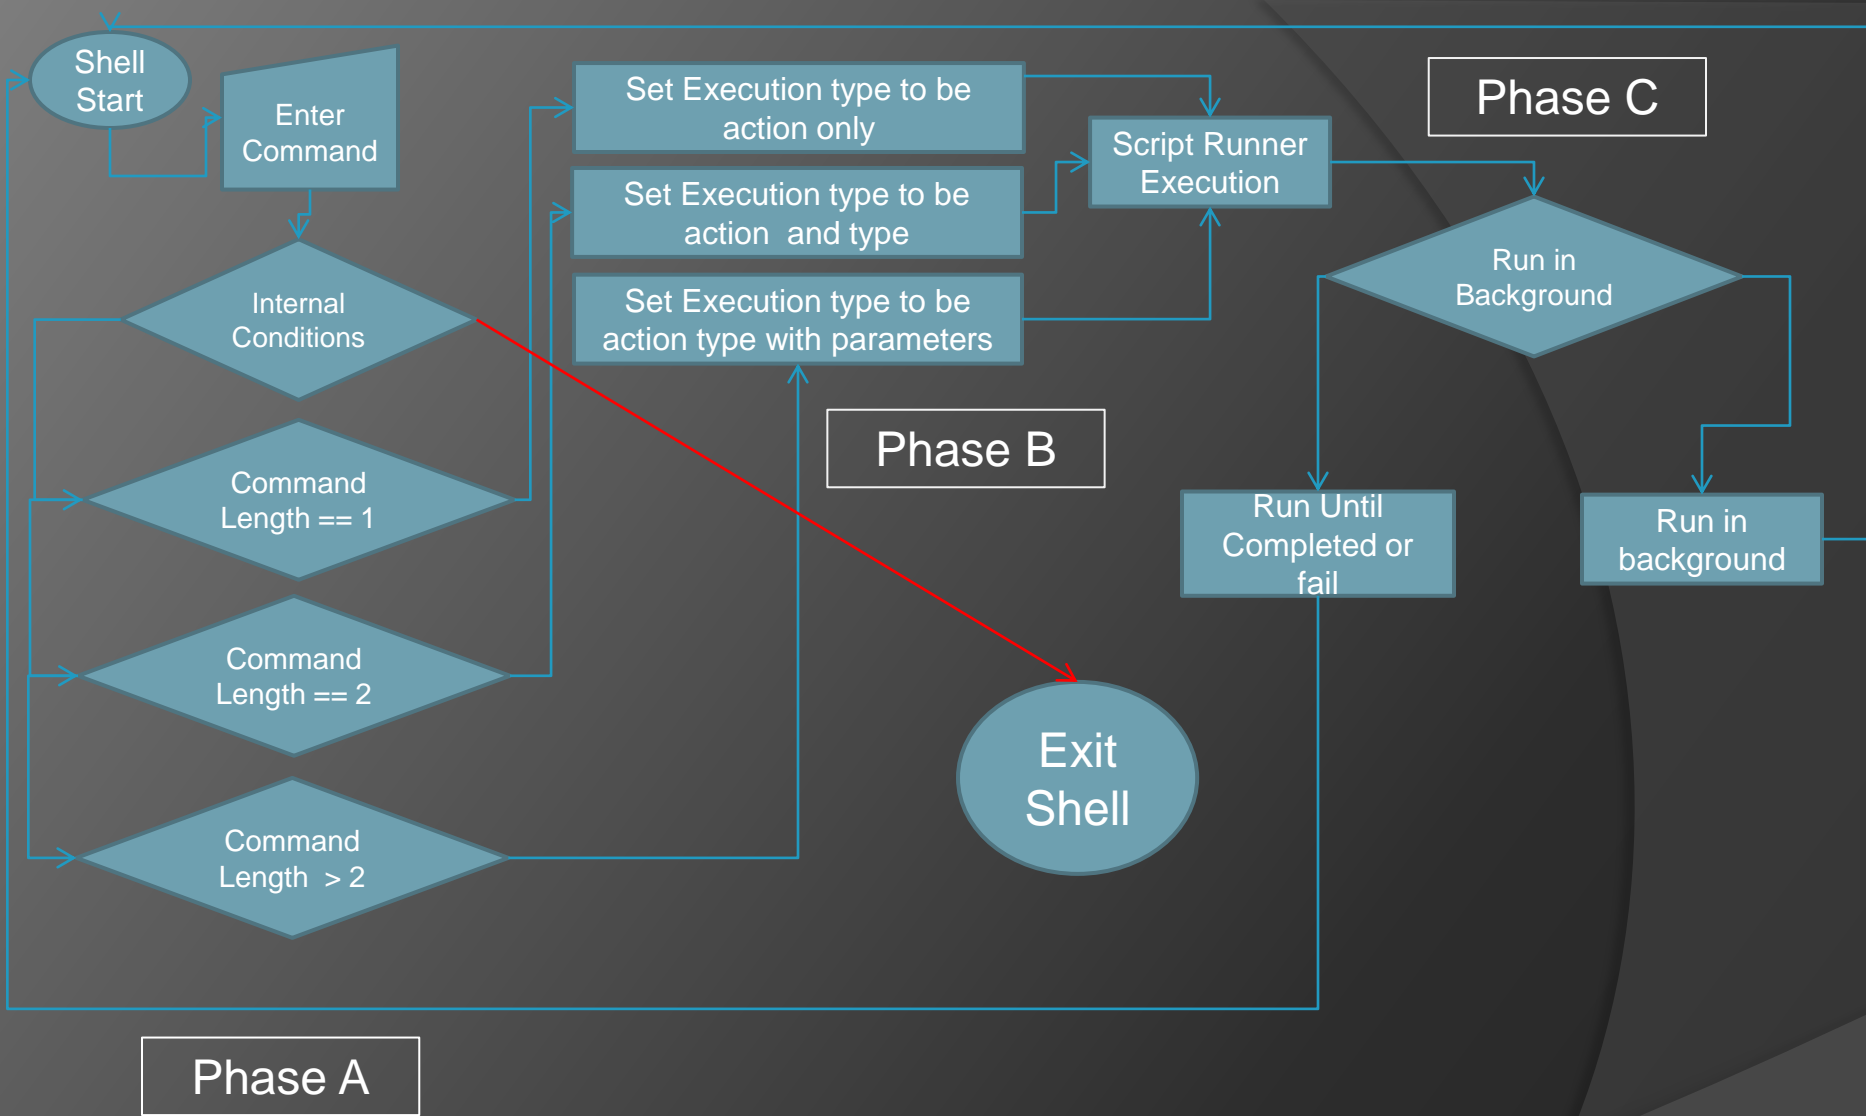 Shell
Start
Enter
Command
Internal
Conditions
Command
Length == 1
Command
Length == 2
Command
Length  > 2
Phase A
Set Execution type to be
action only
Set Execution type to be
action  and type
Set Execution type to be
action type with parameters
Phase B
Script Runner
Execution
Exit
Shell
Phase C
Run in
Background
Run Until
Completed or
fail
Run in
background